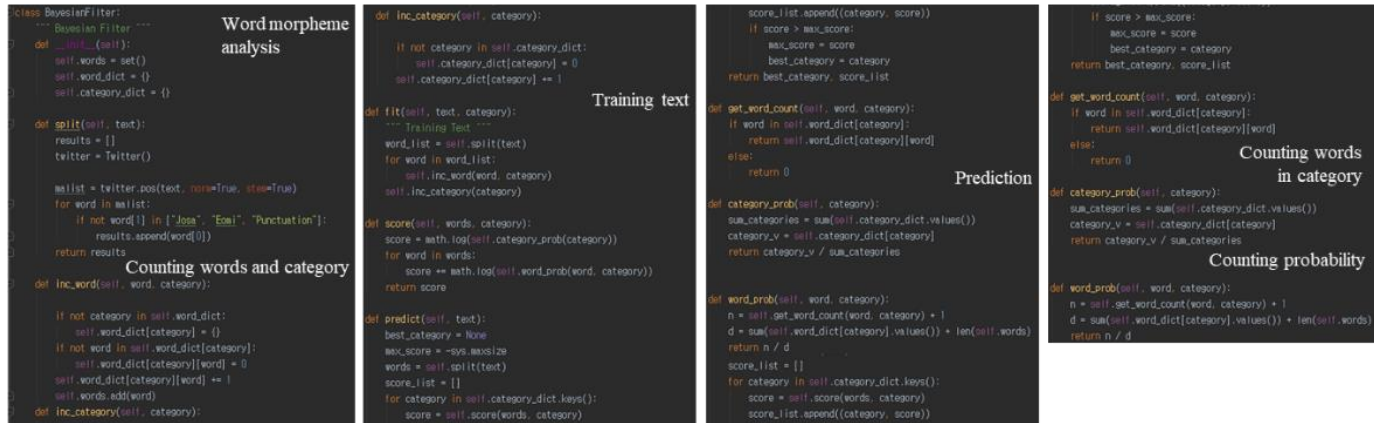 class BayesianFilter:
""" Bayesian Filter
def __init__(self):
self.words = set()
self.word_dict = {}
self.category_dict = {}
Word morpheme
analysis
def split(self, text):
results = []
twitter = Twitter()
malist = twitter.pos(text, norm=True, stem=True)
for word in malist:
if not word[1] in ["Josa", "Eomi", "Punctuation"]:
results.append(word[0])
return results
Counting words and category
def inc_word(self, word, category):
if not category in self.word_dict:
self.word_dict[category] = {}
if not word in self.word_dict[category]:
self.word_dict[category][word] = 0
self.word_dict[category][word] += 1
self.words.add(word)
def inc_category(self, category):
def inc_category(self, category):
if not category in self.category_dict:
self.category_dict[category] = 0
self.category_dict[category] += 1
Training text
def fit(self, text, category):
""" Training Text """
word_list = self.split(text)
for word in word_list:
self.inc_word(word, category)
self.inc_category(category)
def score(self, words, category):
score = math.log(self.category_prob(category))
for word in words:
score += math.log(self.word_prob(word, category))
return score
def predict(self, text):
best_category = None
max_score = -sys.maxsize
words = self.split(text)
score_list = []
for category in self.category_dict.keys():
score = self.score(words, category)
score_list.append((category, score))
if score > max_score:
max_score = score
best_category = category
return best_category, score_list
def get_word_count(self, word, category):
if word in self.word_dict[category]:
return self.word_dict[category][word]
else:
return 0
Prediction
def category_prob(self, category):
sum_categories = sum(self.category_dict.values())
category_v = self.category_dict[category]
return category_v / sum_categories
def word_prob(self, word, category):
n = self.get_word_count(word, category) + 1
d = sum(self.word_dict[category].values()) + len(self.words)
return n / d
score_list = []
for category in self.category_dict.keys():
score = self.score(words, category)
score_list.append((category, score))
if score > max_score:
max_score = score
best_category = category
return best_category, score_list
def get_word_count(self, word, category):
if word in self.word_dict[category]:
return self.word_dict[category][word]
else:
return 0
Counting words
in category
def category_prob(self, category):
sum_categories = sum(self.category_dict.values())
category_v = self.category_dict[category]
return category_v / sum_categories
Counting probability
def word_prob(self, word, category):
n = self.get_word_count(word, category) + 1
d = sum(self.word_dict[category].values()) + len(self.words)
return n / d